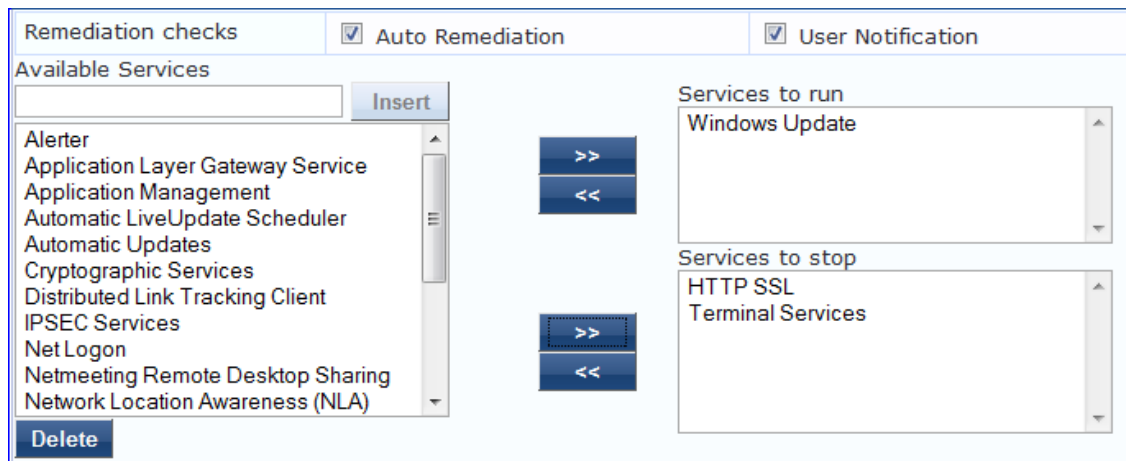 Remediation checks
Auto Remediation
User Notification
Available Services
Insert
Alerter
Application Layer Gateway Service
Application Management
Automatic LiveUpdate Scheduler
Automatic Updates
Cryptographic Services
Distributed Link Tracking Client
IPSEC Services
Net Logon
Netmeeting Remote Desktop Sharing
Network Location Awareness (NLA)
Delete
>>
<<
>>
<<
Services to run
Windows Update
Services to stop
HTTP SSL
Terminal Services